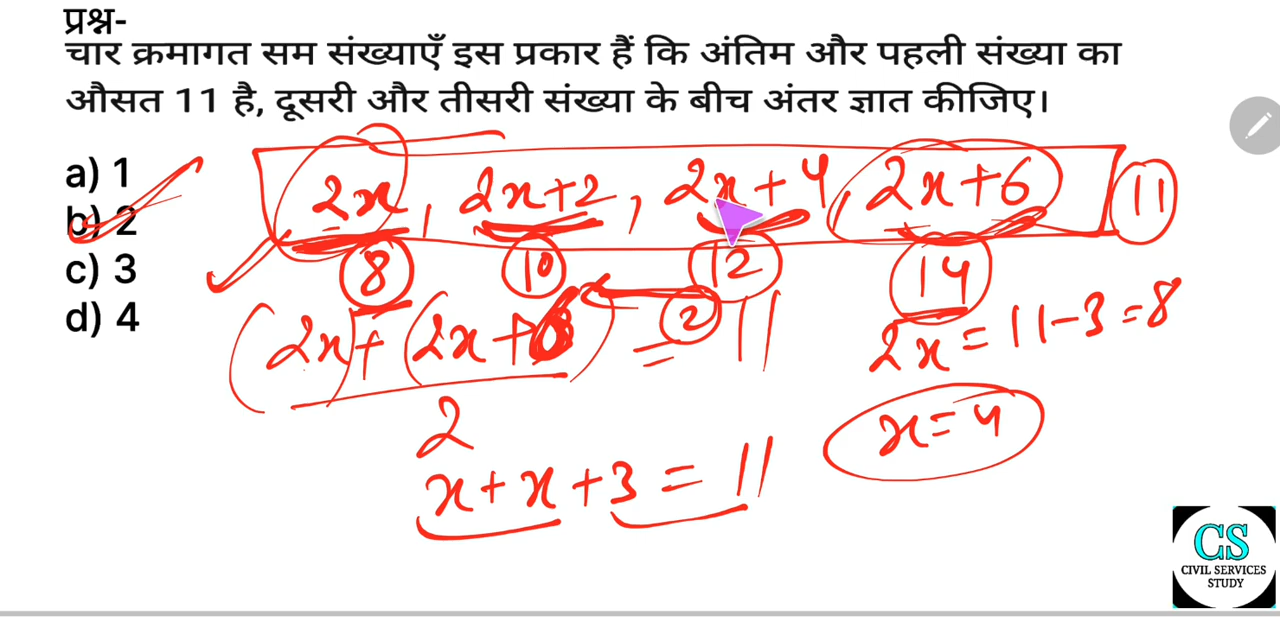 प्रश्न-
चार क्रमागत सम संख्याएँ इस प्रकार हैं कि अंतिम और पहली संख्या का
औसत 11 है, दूसरी और तीसरी संख्या के बीच अंतर ज्ञात कीजिए।
a) 1
b) 2
c) 3
d) 4
2x, 2x+2, 2x+4, 2x+6 11
8 10 12 14
2
(2x)+(2x+6) = 11
2
x+x+3 = 11
2x = 11-3=8
x=4
CS
CIVIL SERVICES
STUDY